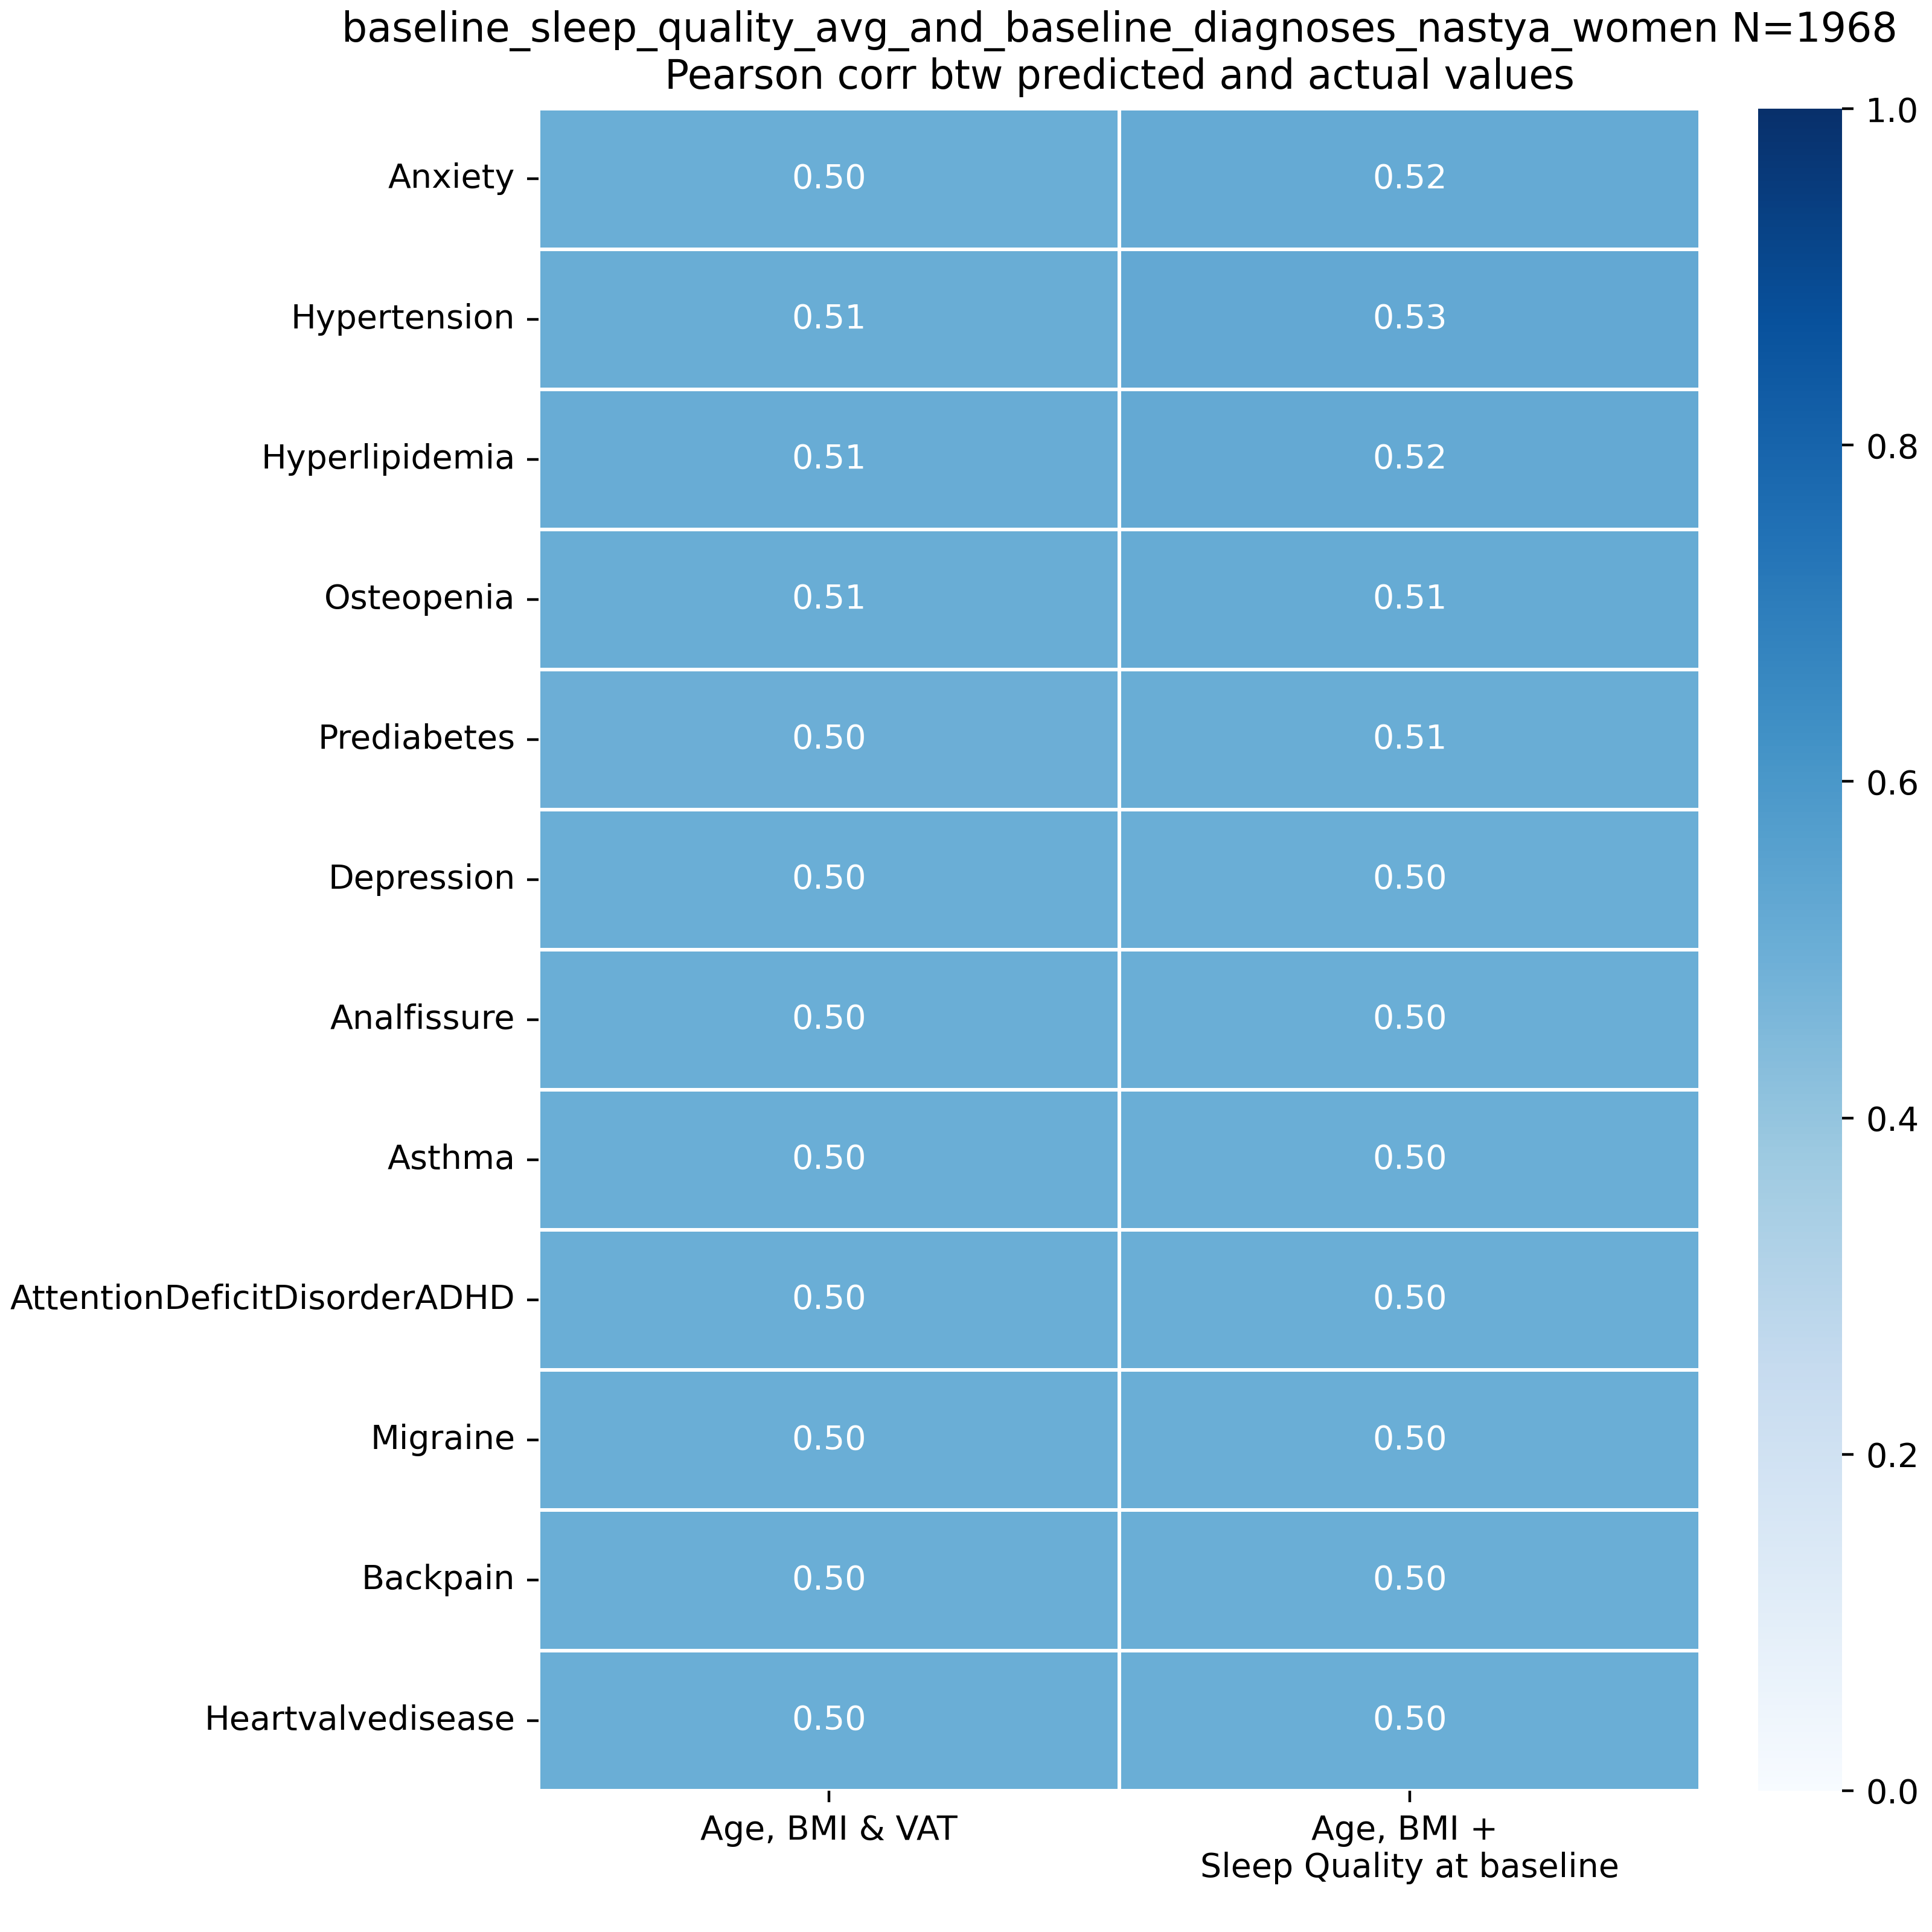 baseline_sleep_quality_avg_and_baseline_diagnoses_nastya_women N=1968
Pearson corr btw predicted and actual values
Anxiety 0.50 0.52
Hypertension 0.51 0.53
Hyperlipidemia 0.51 0.52
Osteopenia 0.51 0.51
Prediabetes 0.50 0.51
Depression 0.50 0.50
Analfissure 0.50 0.50
Asthma 0.50 0.50
AttentionDeficitDisorderADHD 0.50 0.50
Migraine 0.50 0.50
Backpain 0.50 0.50
Heartvalvedisease 0.50 0.50
Age, BMI & VAT
Age, BMI +
Sleep Quality at baseline
1.0
0.8
0.6
0.4
0.2
0.0